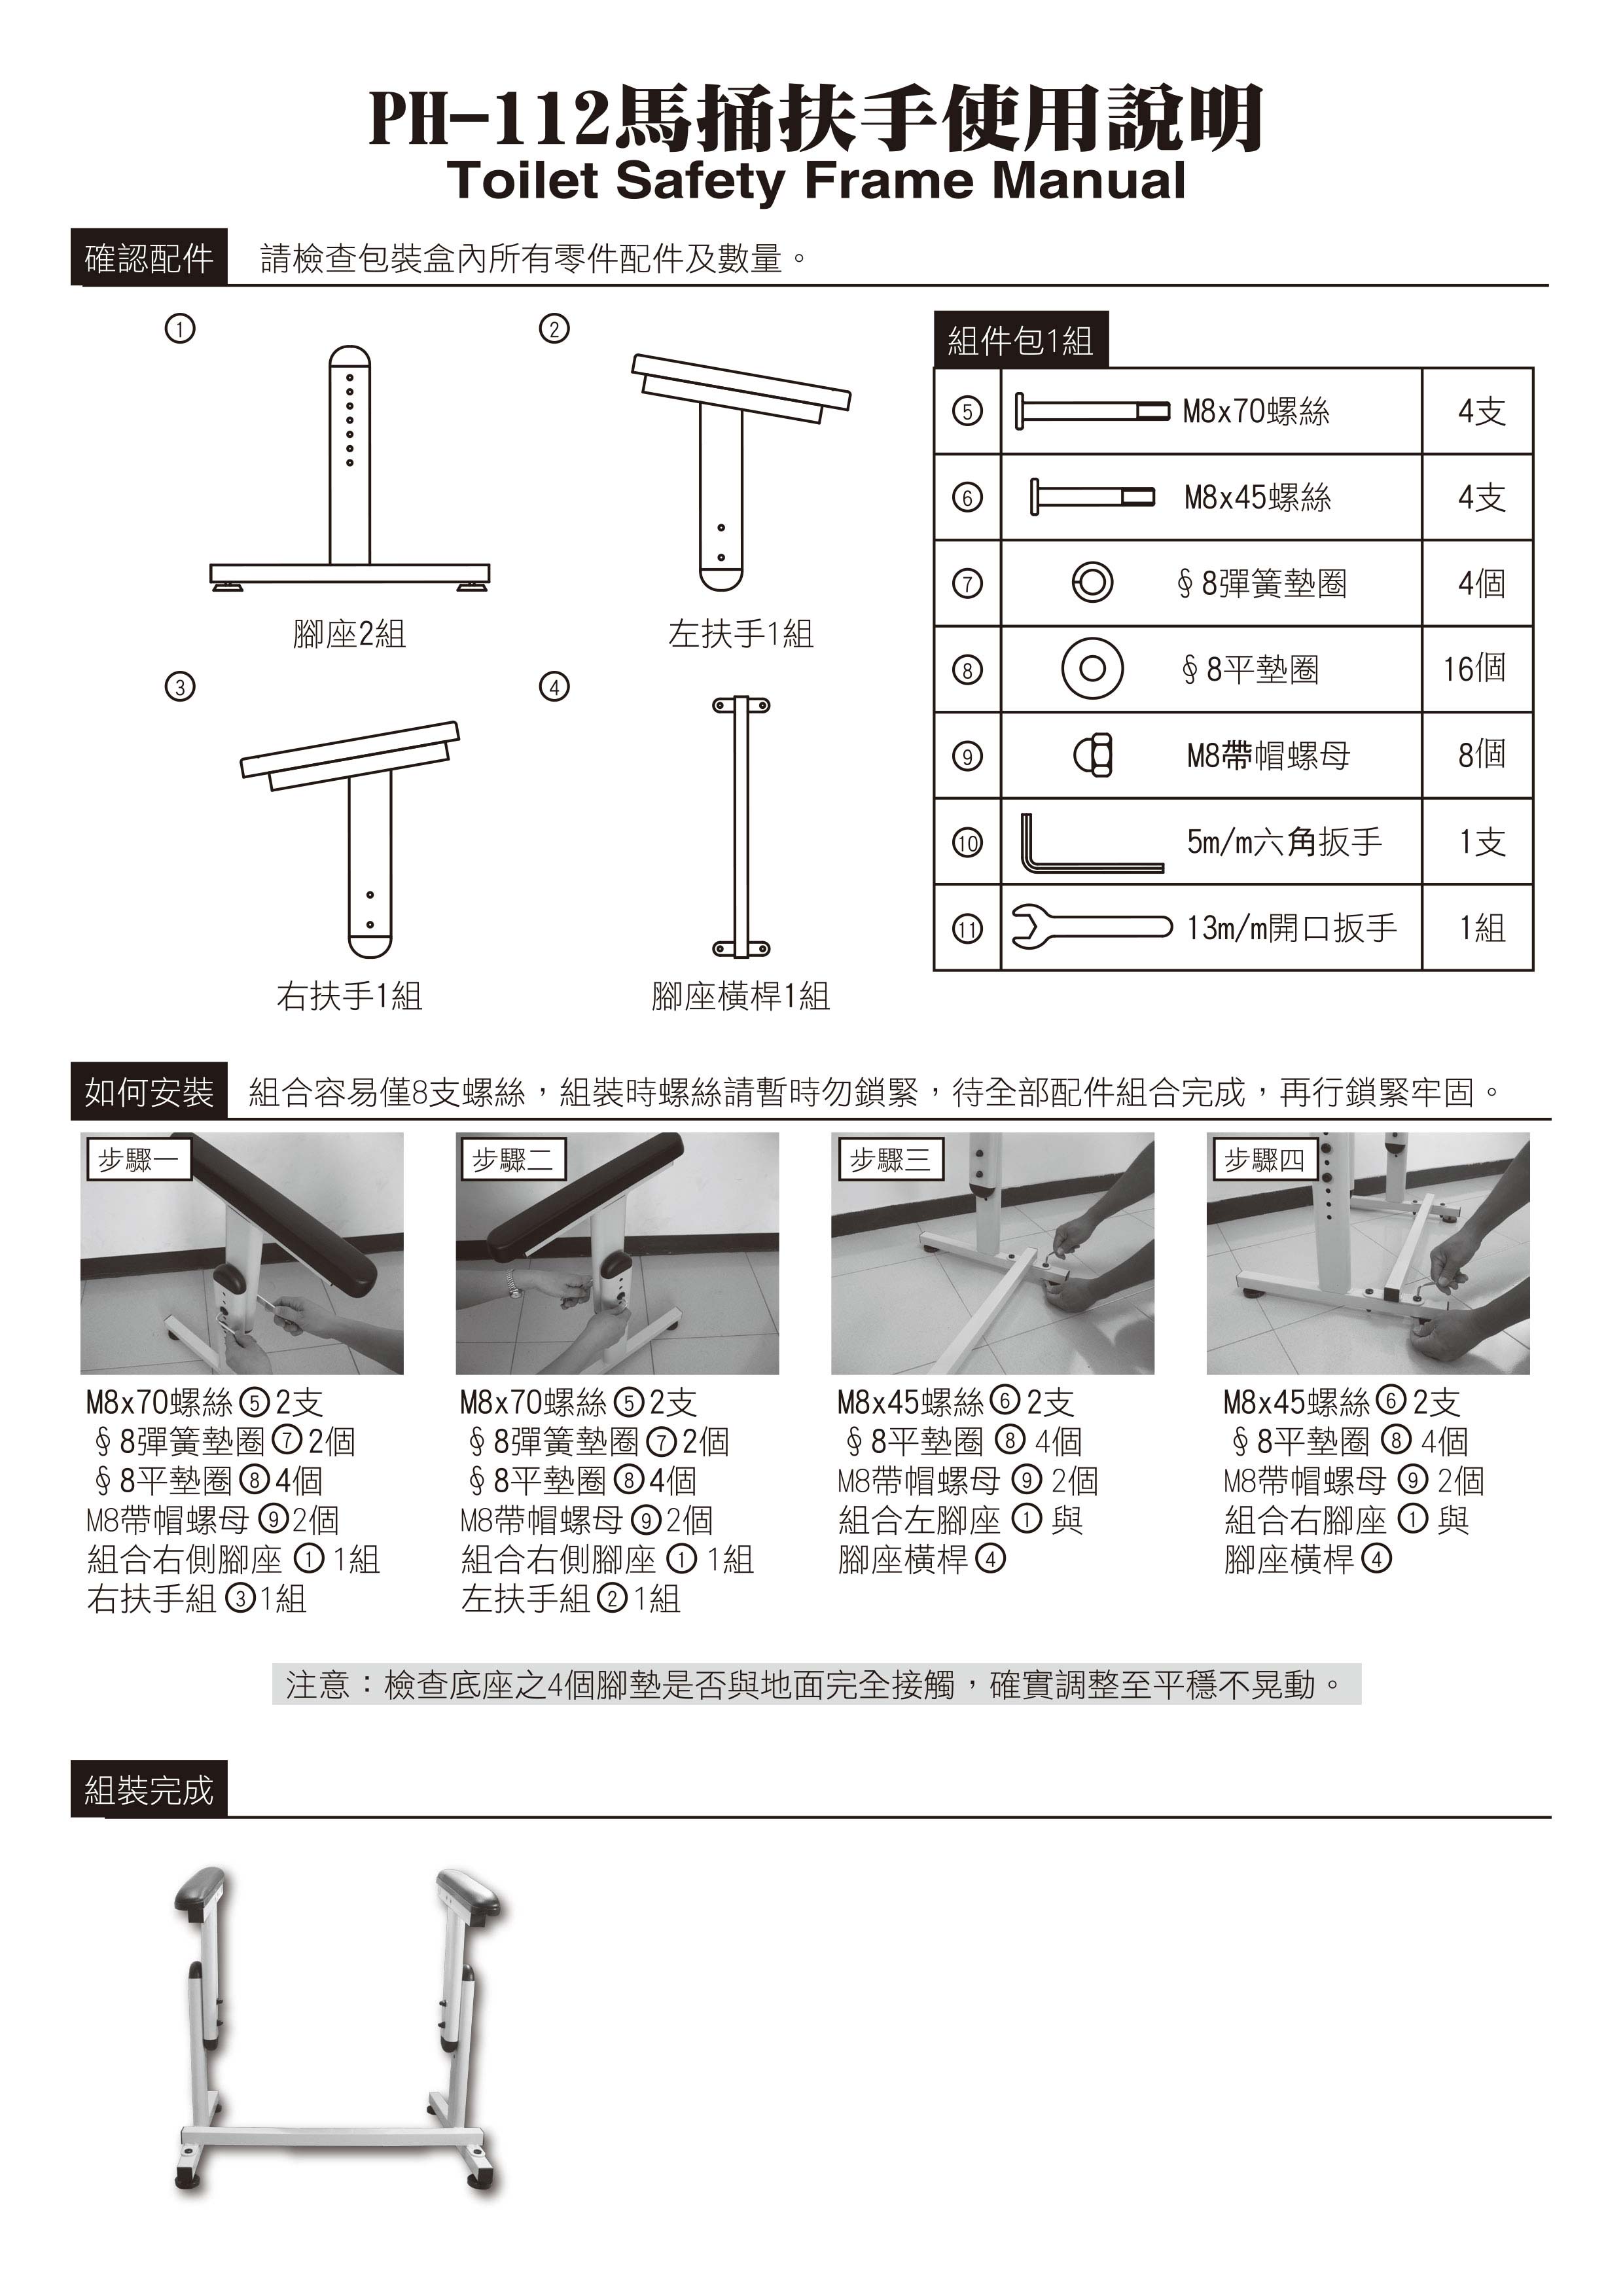 PH-112馬捅扶手使用說明
Toilet Safety Frame Manual
確認配件 請檢查包裝盒內所有零件配件及數量。
①
腳座2組
②
左扶手1組
③
右扶手1組
④
腳座橫桿1組
組件包1組
⑤ M8x70螺絲 4支
⑥ M8x45螺絲 4支
⑦ ∮8彈簧墊圈 4個
⑧ ∮8平墊圈 16個
⑨ M8帶帽螺母 8個
⑩ 5m/m六角扳手 1支
⑪ 13m/m開口扳手 1組
如何安裝 組合容易僅8支螺絲，組裝時螺絲請暫時勿鎖緊，待全部配件組合完成，再行鎖緊牢固。
步驟一
M8x70螺絲⑤2支
∮8彈簧墊圈⑦2個
∮8平墊圈⑧4個
M8帶帽螺母⑨2個
組合右側腳座①1組
右扶手組③1組
步驟二
M8x70螺絲⑤2支
∮8彈簧墊圈⑦2個
∮8平墊圈⑧4個
M8帶帽螺母⑨2個
組合右側腳座①1組
左扶手組②1組
步驟三
M8x45螺絲⑥2支
∮8平墊圈⑧4個
M8帶帽螺母⑨2個
組合左腳座①與
腳座橫桿④
步驟四
M8x45螺絲⑥2支
∮8平墊圈⑧4個
M8帶帽螺母⑨2個
組合右腳座①與
腳座橫桿④
注意：檢查底座之4個腳墊是否與地面完全接觸，確實調整至平穩不晃動。
組裝完成